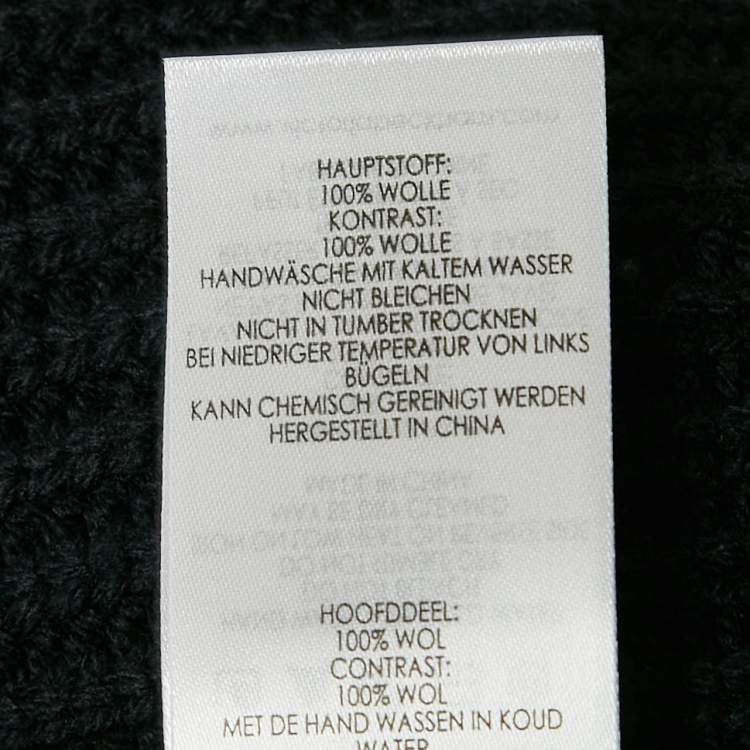 HAUPTSTOFF:
100% WOLLE
KONTRAST:
100% WOLLE
HANDWÄSCHE MIT KALTEM WASSER
NICHT BLEICHEN
NICHT IN TUMBER TROCKNEN
BEI NIEDRIGER TEMPERATUR VON LINKS
BÜGELN
KANN CHEMISCH GEREINIGT WERDEN
HERGESTELLT IN CHINA
HOOFDDEEL:
100% WOL
CONTRAST:
100% WOL
MET DE HAND WASSEN IN KOUD
WATER